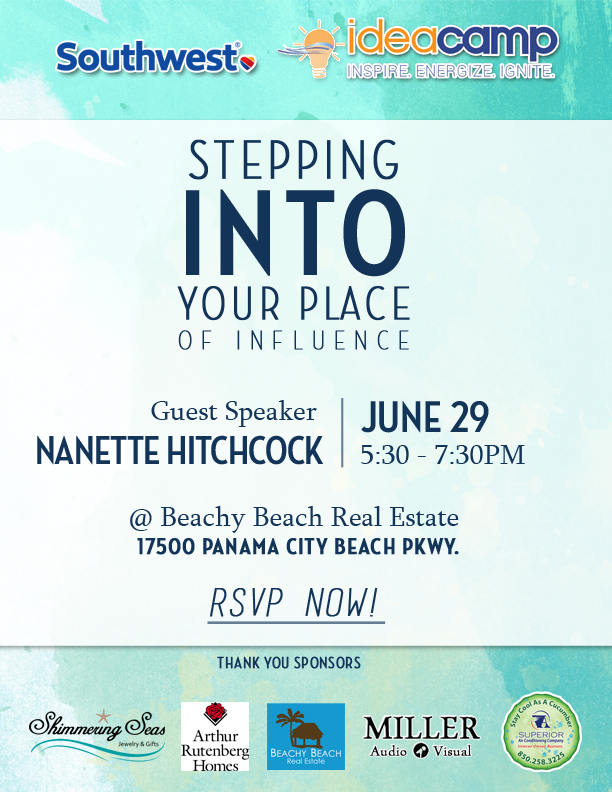 Southwest
ideacamp
INSPIRE. ENERGIZE. IGNITE.
STEPPING
INTO
YOUR PLACE
OF INFLUENCE
Guest Speaker
NANETTE HITCHCOCK
JUNE 29
5:30 - 7:30PM
@ Beachy Beach Real Estate
17500 PANAMA CITY BEACH PKWY.
RSVP NOW!
THANK YOU SPONSORS
Shimmering Seas
Jewelry & Gifts
Arthur
Rutenberg
Homes
BEACHY BEACH
Real Estate
MILLER
Audio Visual
Stay Cool As A Cucumber
SUPERIOR
Air Conditioning Company
Veteran Owned Business
850.258.3225